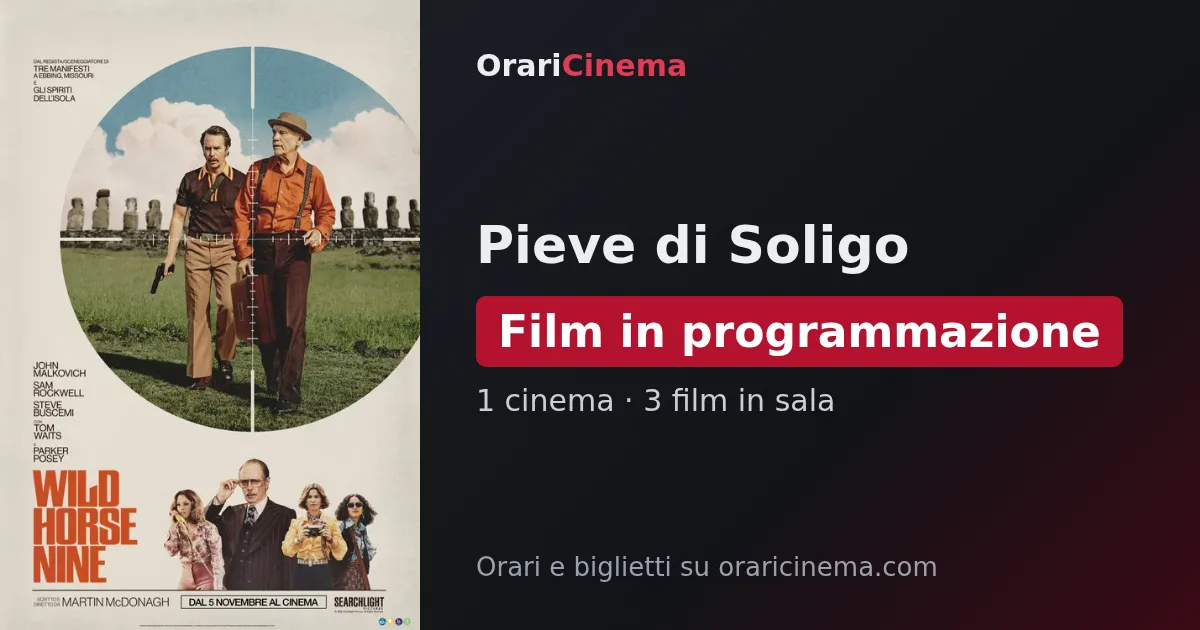 DAL REGISTA/SCENEGGIATORE DI
TRE MANIFESTI
A EBBING, MISSOURI
E
GLI SPIRITI
DELL'ISOLA
JOHN
MALKOVICH
SAM
ROCKWELL
STEVE
BUSCEMI
CON
TOM
WAITS
E
PARKER
POSEY
WILD
HORSE
NINE
SCRITTO E
DIRETTO DA
MARTIN McDONAGH
DAL 5 NOVEMBRE AL CINEMA
SEARCHLIGHT
PICTURES
OrariCinema
Pieve di Soligo
Film in programmazione
1 cinema · 3 film in sala
Orari e biglietti su oraricinema.com